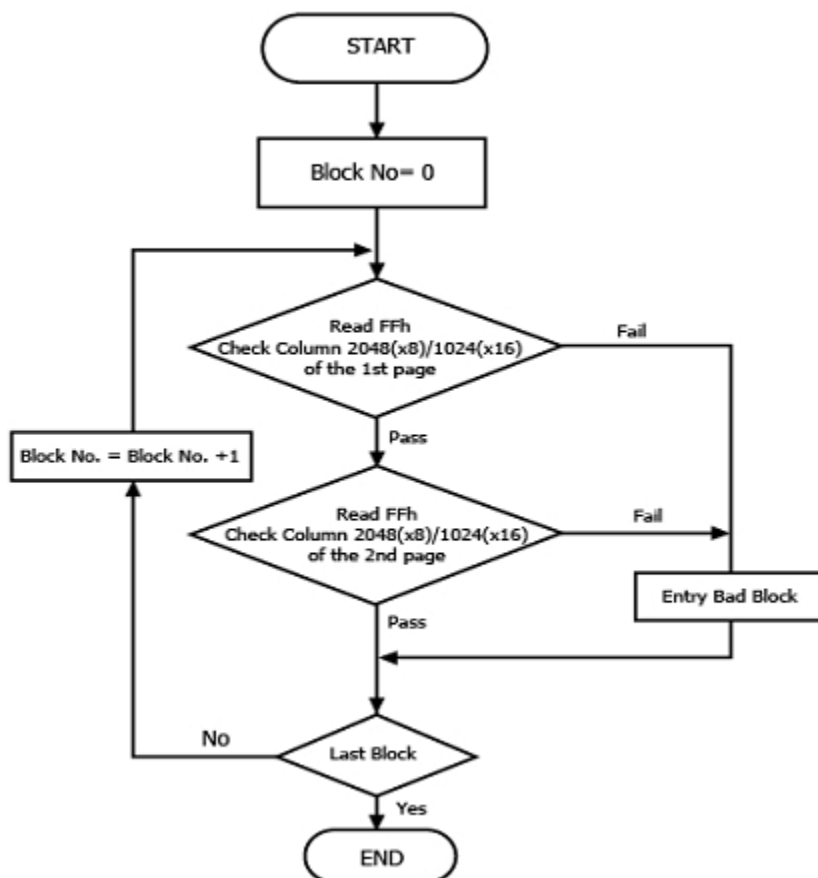 START
Block No= 0
Read FFh
Check Column 2048(x8)/1024(x16)
of the 1st page
Fail
Pass
Block No. = Block No. +1
Read FFh
Check Column 2048(x8)/1024(x16)
of the 2nd page
Fail
Entry Bad Block
Pass
No
Last Block
Yes
END